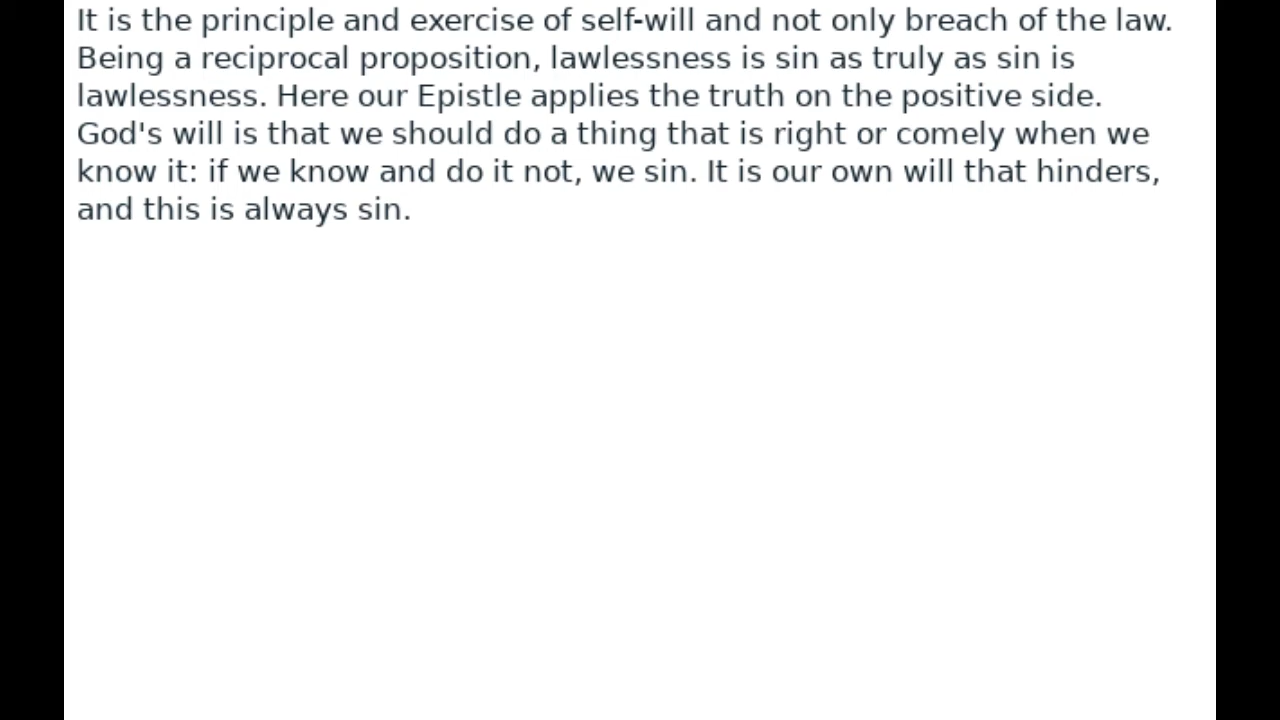 It is the principle and exercise of self-will and not only breach of the law.
Being a reciprocal proposition, lawlessness is sin as truly as sin is
lawlessness. Here our Epistle applies the truth on the positive side.
God's will is that we should do a thing that is right or comely when we
know it: if we know and do it not, we sin. It is our own will that hinders,
and this is always sin.